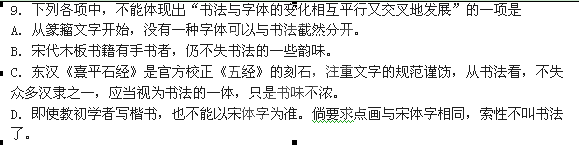 9. 下列各项中，不能体现出“书法与字体的变化相互平行又交叉地发展”的一项是
A. 从篆籀文字开始，没有一种字体可以与书法截然分开。
B. 宋代木板书籍有手书者，仍不失书法的一些韵味。
C. 东汉《熹平石经》是官方校正《五经》的刻石，注重文字的规范谨饬，从书法看，不失
众多汉隶之一，应当视为书法的一体，只是书味不浓。
D. 即使教初学者写楷书，也不能以宋体字为准。倘要求点画与宋体字相同，索性不叫书法
了。